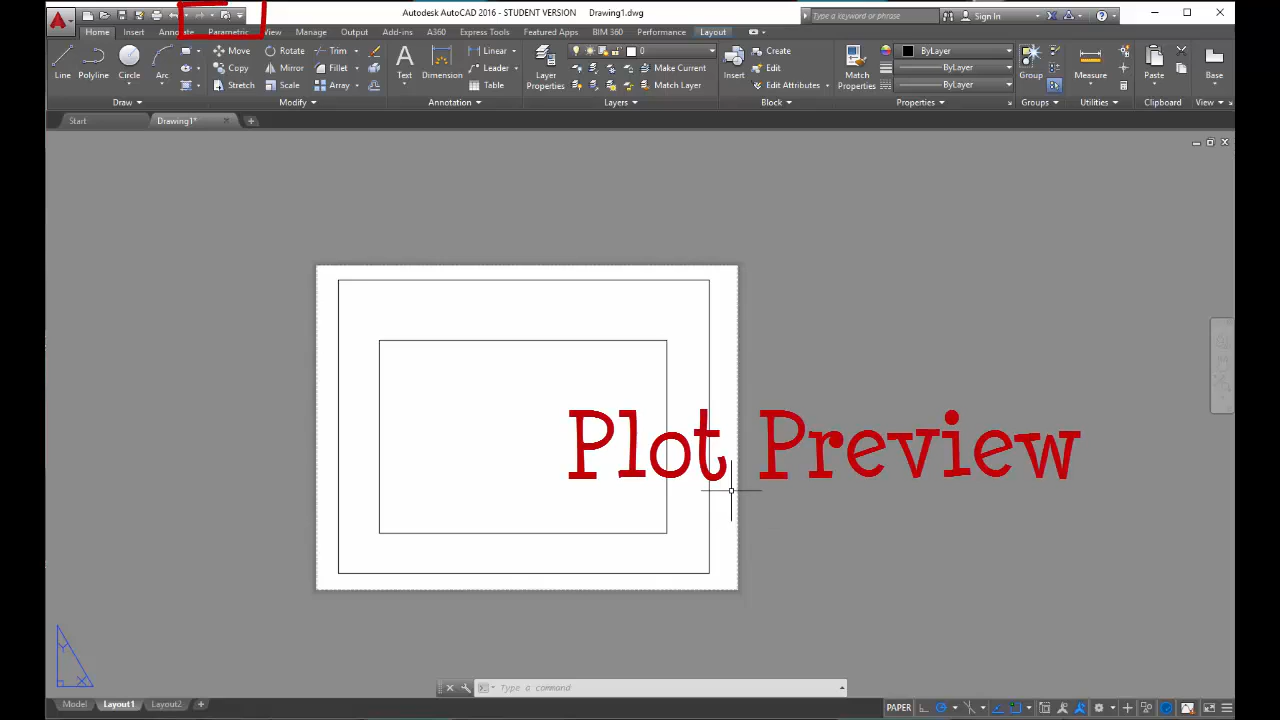 Autodesk AutoCAD 2016 - STUDENT VERSION Drawing1.dwg
Type a keyword or phrase
Sign In
Home Insert Annotate Parametric View Manage Output Add-ins A360 Express Tools Featured Apps BIM 360 Performance Layout
Line Polyline Circle Arc
Move Rotate Trim
Copy Mirror Fillet
Stretch Scale Array
Text Dimension
Linear
Leader
Table
Layer Properties
0
Make Current
Match Layer
Insert
Create
Edit
Edit Attributes
Match Properties
ByLayer
ByLayer
ByLayer
Group Measure Paste Base
Draw Modify Annotation Layers Block Properties Groups Utilities Clipboard View
Start Drawing1*
Plot Preview
Y
X
Type a command
Model Layout1 Layout2
PAPER